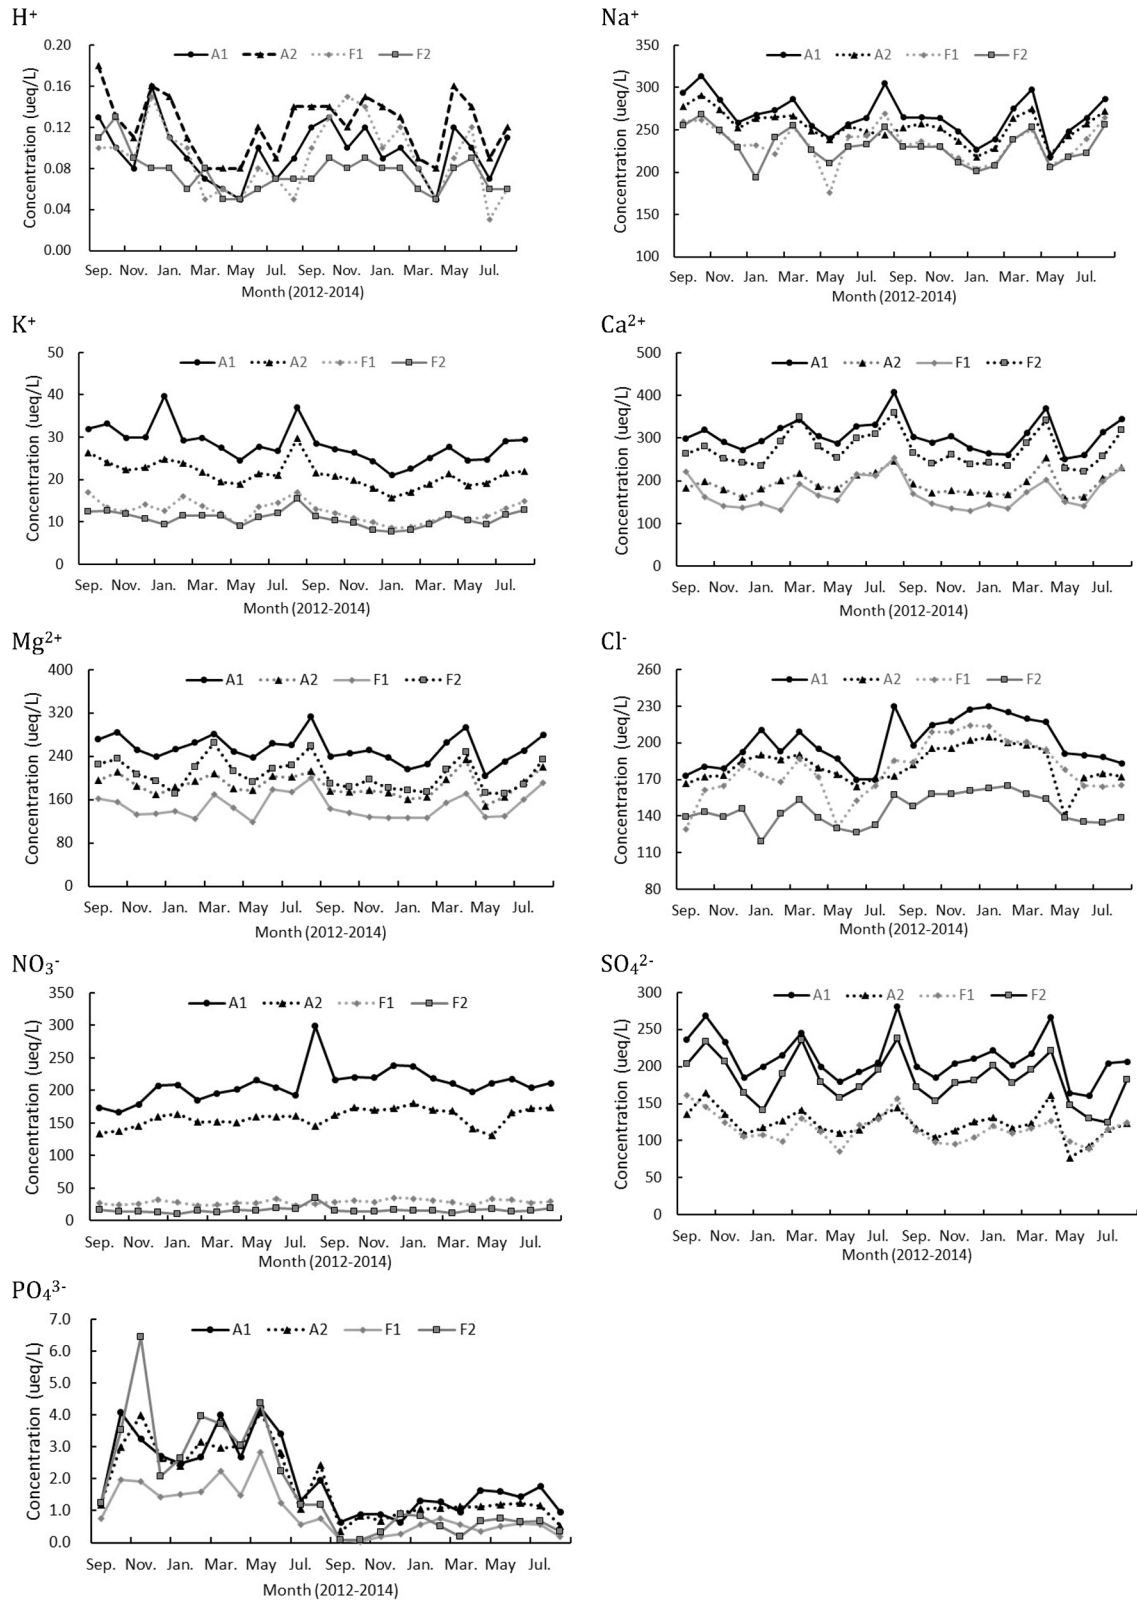 H⁺
Na⁺
A1 A2 F1 F2
Concentration (ueq/L)
0.20
0.16
0.12
0.08
0.04
0.00
Sep. Nov. Jan. Mar. May Jul. Sep. Nov. Jan. Mar. May Jul.
Month (2012-2014)
A1 A2 F1 F2
Concentration (ueq/L)
350
300
250
200
150
100
Sep. Nov. Jan. Mar. May Jul. Sep. Nov. Jan. Mar. May Jul.
Month (2012-2014)
K⁺
Ca²⁺
A1 A2 F1 F2
Concentration (ueq/L)
50
40
30
20
10
0
Sep. Nov. Jan. Mar. May Jul. Sep. Nov. Jan. Mar. May Jul.
Month (2012-2014)
A1 A2 F1 F2
Concentration (ueq/L)
500
400
300
200
100
0
Sep. Nov. Jan. Mar. May Jul. Sep. Nov. Jan. Mar. May Jul.
Month (2012-2014)
Mg²⁺
Cl⁻
A1 A2 F1 F2
Concentration (ueq/L)
400
320
240
160
80
0
Sep. Nov. Jan. Mar. May Jul. Sep. Nov. Jan. Mar. May Jul.
Month (2012-2014)
A1 A2 F1 F2
Concentration (ueq/L)
260
230
200
170
140
110
80
Sep. Nov. Jan. Mar. May Jul. Sep. Nov. Jan. Mar. May Jul.
Month (2012-2014)
NO₃⁻
SO₄²⁻
A1 A2 F1 F2
Concentration (ueq/L)
350
300
250
200
150
100
50
0
Sep. Nov. Jan. Mar. May Jul. Sep. Nov. Jan. Mar. May Jul.
Month (2012-2014)
A1 A2 F1 F2
Concentration (ueq/L)
300
250
200
150
100
50
0
Sep. Nov. Jan. Mar. May Jul. Sep. Nov. Jan. Mar. May Jul.
Month (2012-2014)
PO₄³⁻
A1 A2 F1 F2
Concentration (ueq/L)
7.0
6.0
5.0
4.0
3.0
2.0
1.0
0.0
Sep. Nov. Jan. Mar. May Jul. Sep. Nov. Jan. Mar. May Jul.
Month (2012-2014)